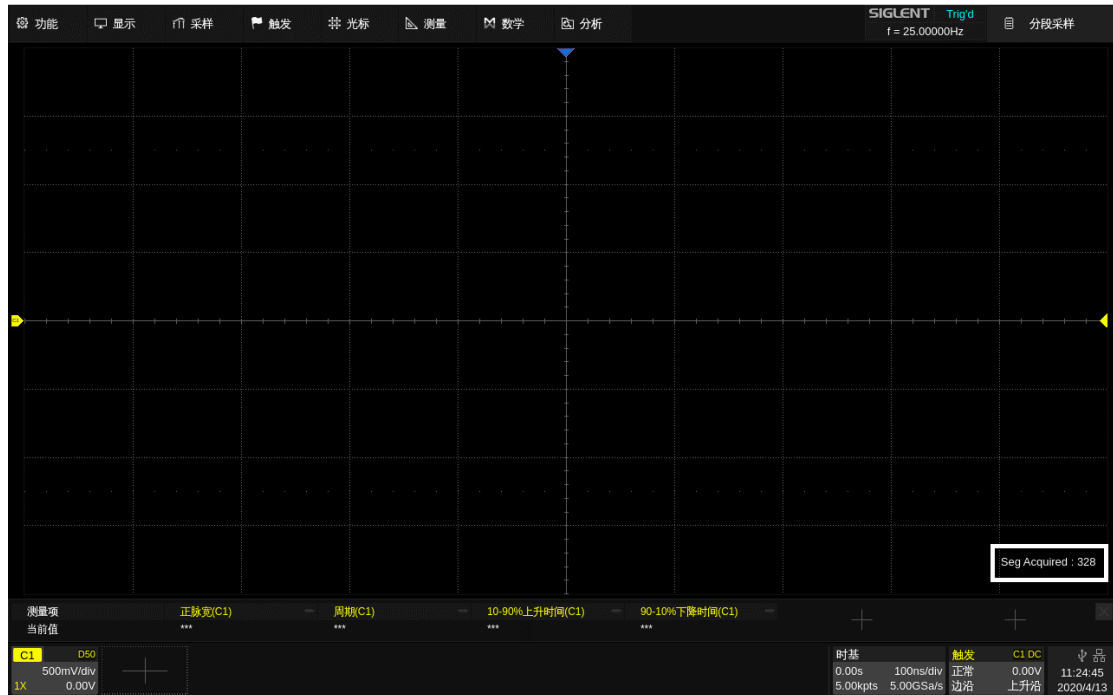 功能 显示 采样 触发 光标 测量 数学 分析 SIGLENT Trig'd
f = 25.00000Hz
分段采样
C1
Seg Acquired : 328
测量项 正脉宽(C1) 周期(C1) 10-90%上升时间(C1) 90-10%下降时间(C1)
当前值 *** *** *** ***
C1 D50
500mV/div
1X 0.00V
时基
0.00s 100ns/div
5.00kpts 5.00GSa/s
触发 C1 DC
正常 0.00V
边沿 上升沿
11:24:45
2020/4/13